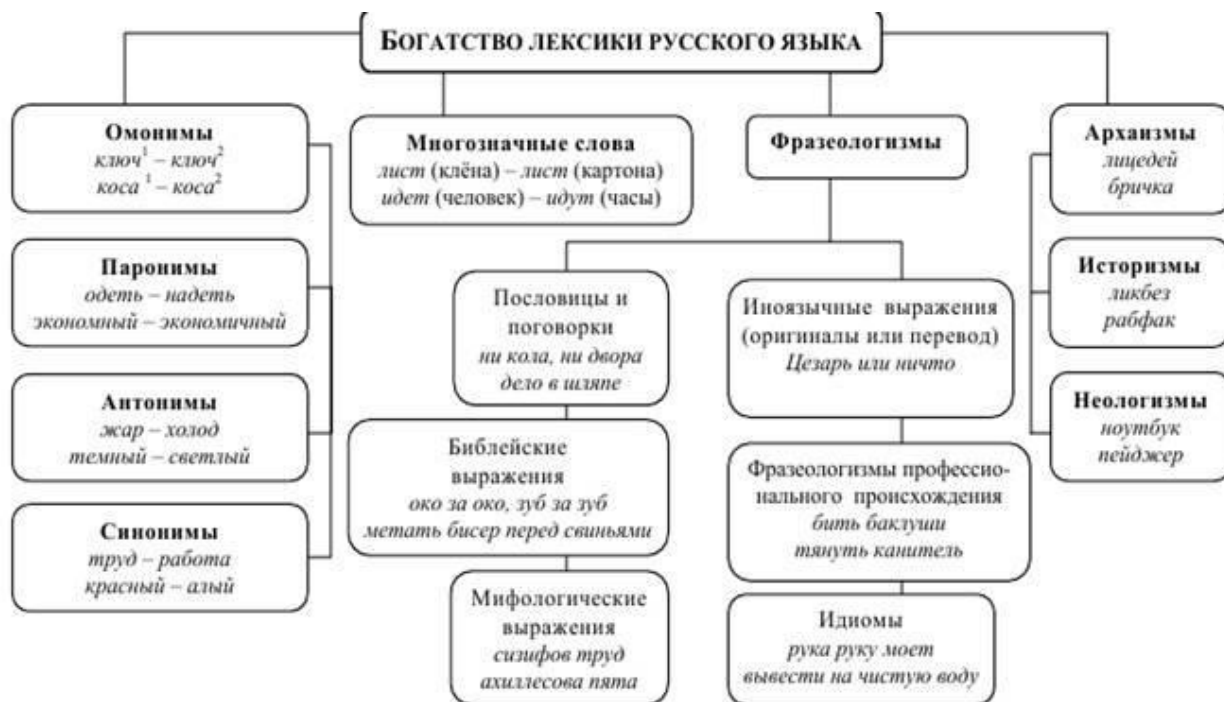 БОГАТСТВО ЛЕКСИКИ РУССКОГО ЯЗЫКА
Омонимы
ключ¹ – ключ²
коса ¹ – коса²
Паронимы
одеть – надеть
экономный – экономичный
Антонимы
жар – холод
темный – светлый
Синонимы
труд – работа
красный – алый
Многозначные слова
лист (клёна) – лист (картона)
идет (человек) – идут (часы)
Фразеологизмы
Пословицы и
поговорки
ни кола, ни двора
дело в шляпе
Библейские
выражения
око за око, зуб за зуб
метать бисер перед свиньями
Мифологические
выражения
сизифов труд
ахиллесова пята
Иноязычные выражения
(оригиналы или перевод)
Цезарь или ничто
Фразеологизмы профессио-
нального происхождения
бить баклуши
тянуть канитель
Идиомы
рука руку моет
вывести на чистую воду
Архаизмы
лицедей
бричка
Историзмы
ликбез
рабфак
Неологизмы
ноутбук
пейджер